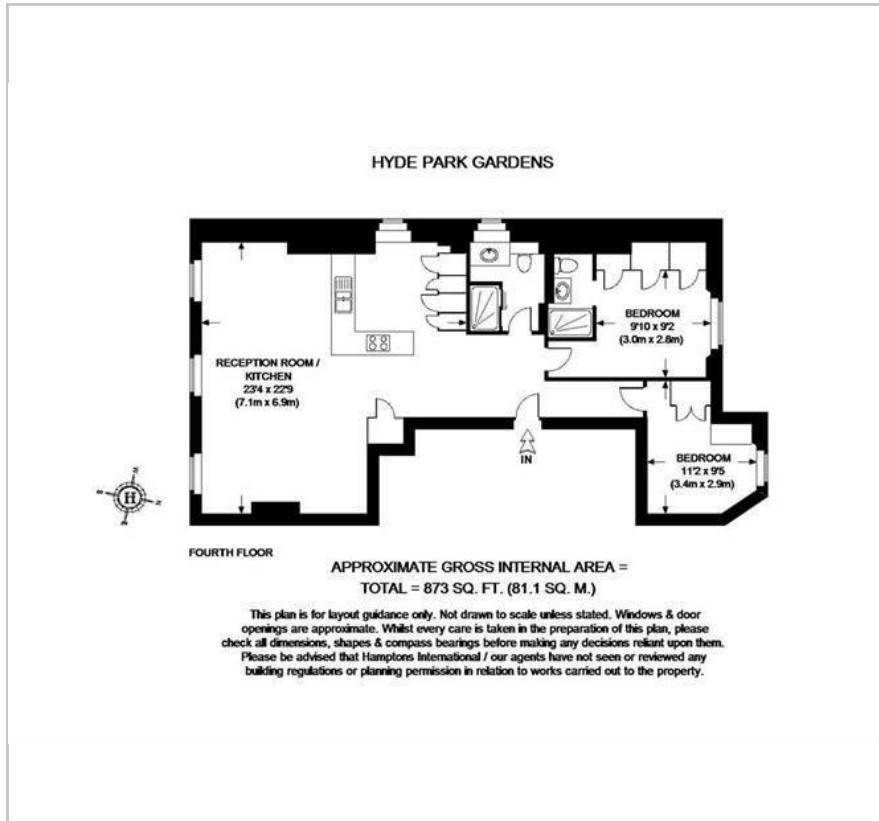 HYDE PARK GARDENS
BEDROOM
9'10 x 9'2
(3.0m x 2.8m)
RECEPTION ROOM /
KITCHEN
23'4 x 22'9
(7.1m x 6.9m)
IN
BEDROOM
11'2 x 9'5
(3.4m x 2.9m)
H
FOURTH FLOOR
APPROXIMATE GROSS INTERNAL AREA =
TOTAL = 873 SQ. FT. (81.1 SQ. M.)
This plan is for layout guidance only. Not drawn to scale unless stated. Windows & door
openings are approximate. Whilst every care is taken in the preparation of this plan, please
check all dimensions, shapes & compass bearings before making any decisions reliant upon them.
Please be advised that Hamptons International / our agents have not seen or reviewed any
building regulations or planning permission in relation to works carried out to the property.